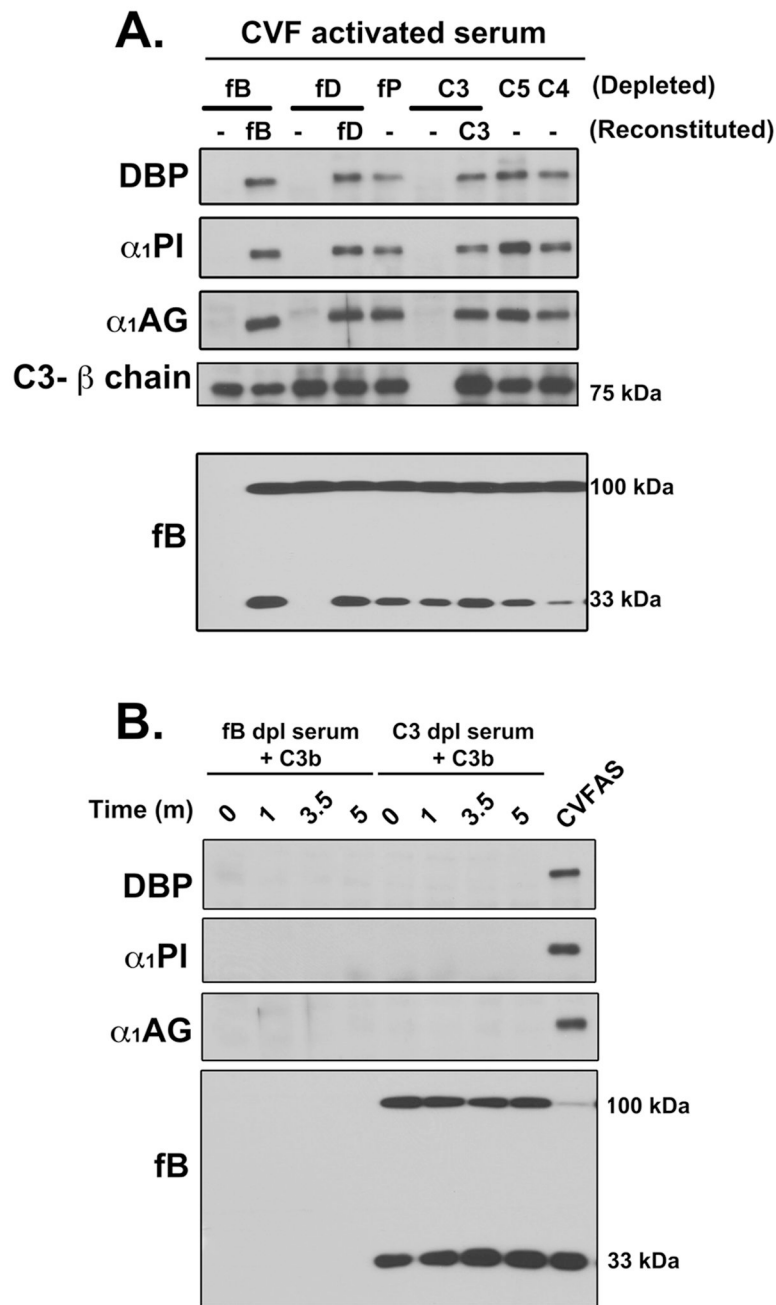 A.
CVF activated serum
fB fD fP C3 C5 C4 (Depleted)
- fB - fD - - C3 - - (Reconstituted)
DBP
α1PI
α1AG
C3- β chain
75 kDa
100 kDa
fB
33 kDa
B.
fB dpl serum + C3b
C3 dpl serum + C3b
Time (m) 0 1 3.5 5 0 1 3.5 5 CVFAS
DBP
α1PI
α1AG
100 kDa
fB
33 kDa